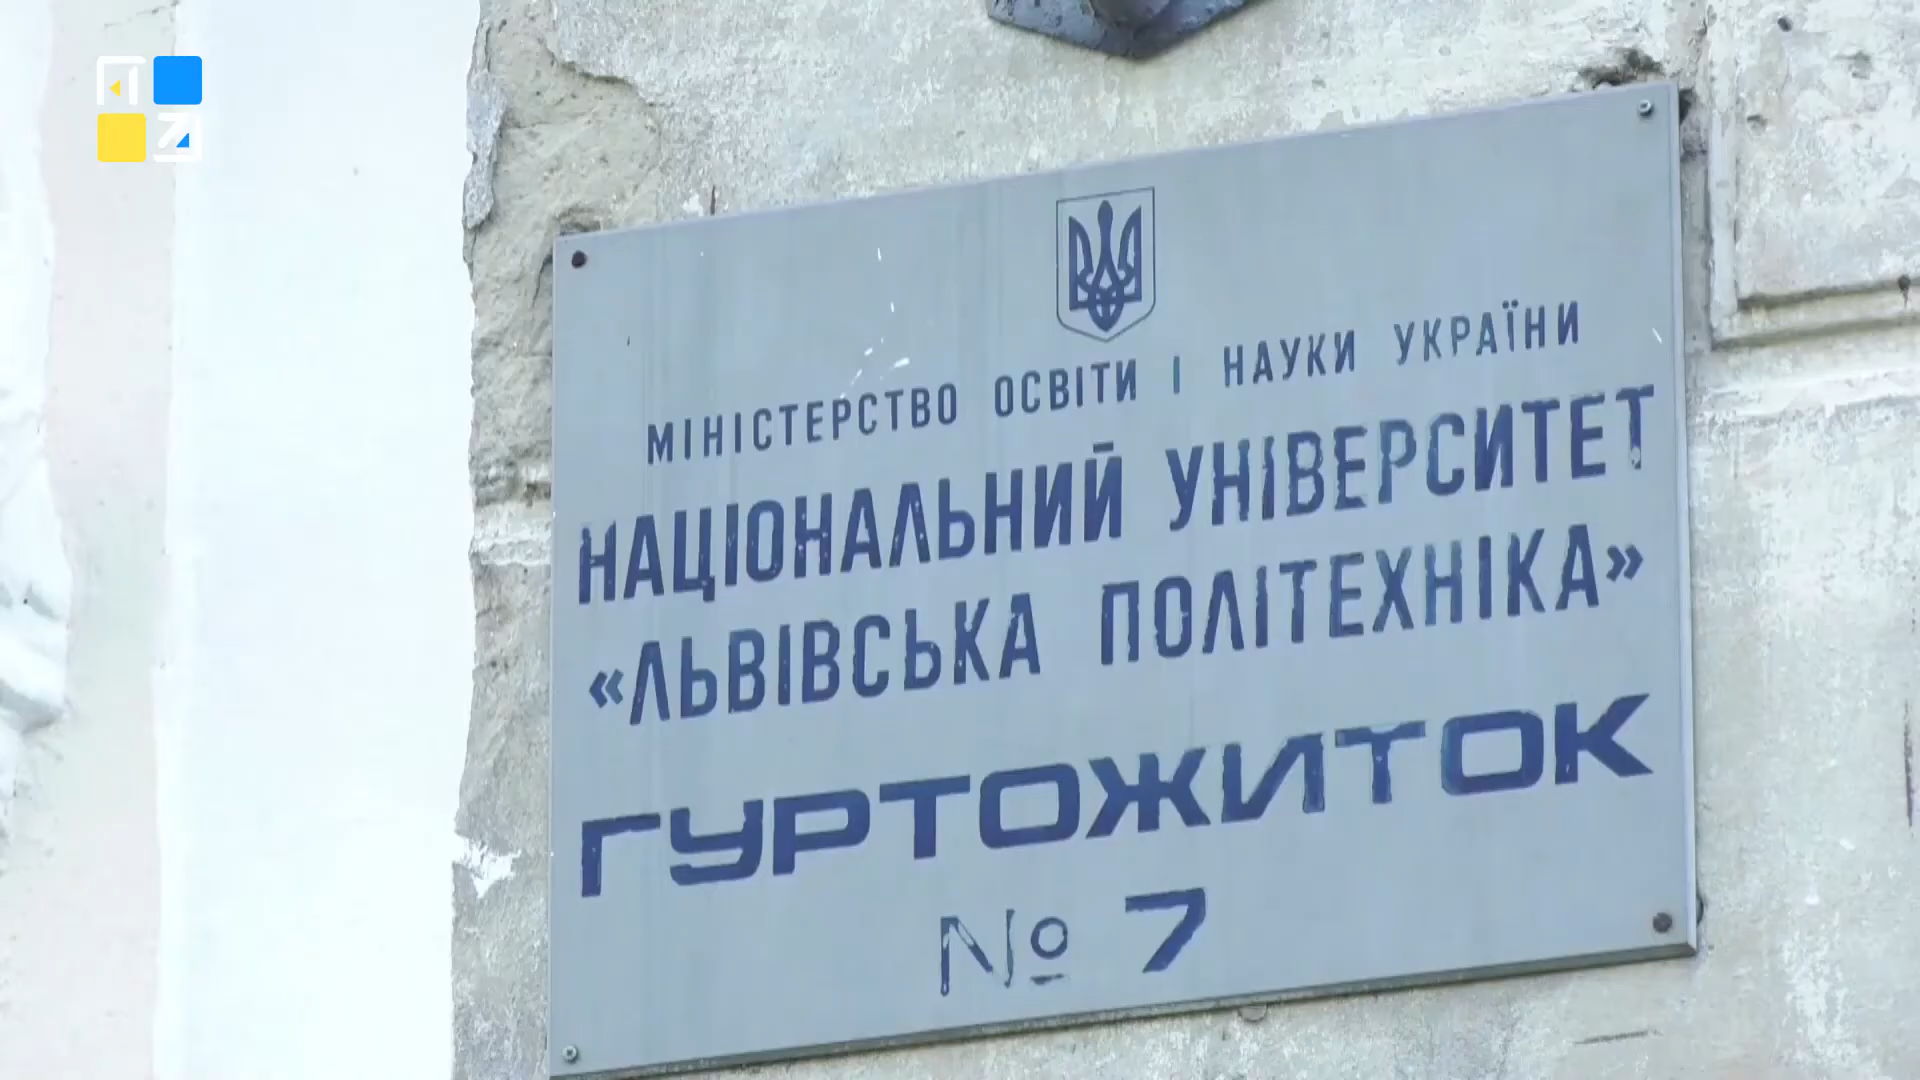 МІНІСТЕРСТВО ОСВІТИ І НАУКИ УКРАЇНИ
НАЦІОНАЛЬНИЙ УНІВЕРСИТЕТ
«ЛЬВІВСЬКА ПОЛІТЕХНІКА»
ГУРТОЖИТОК
№ 7